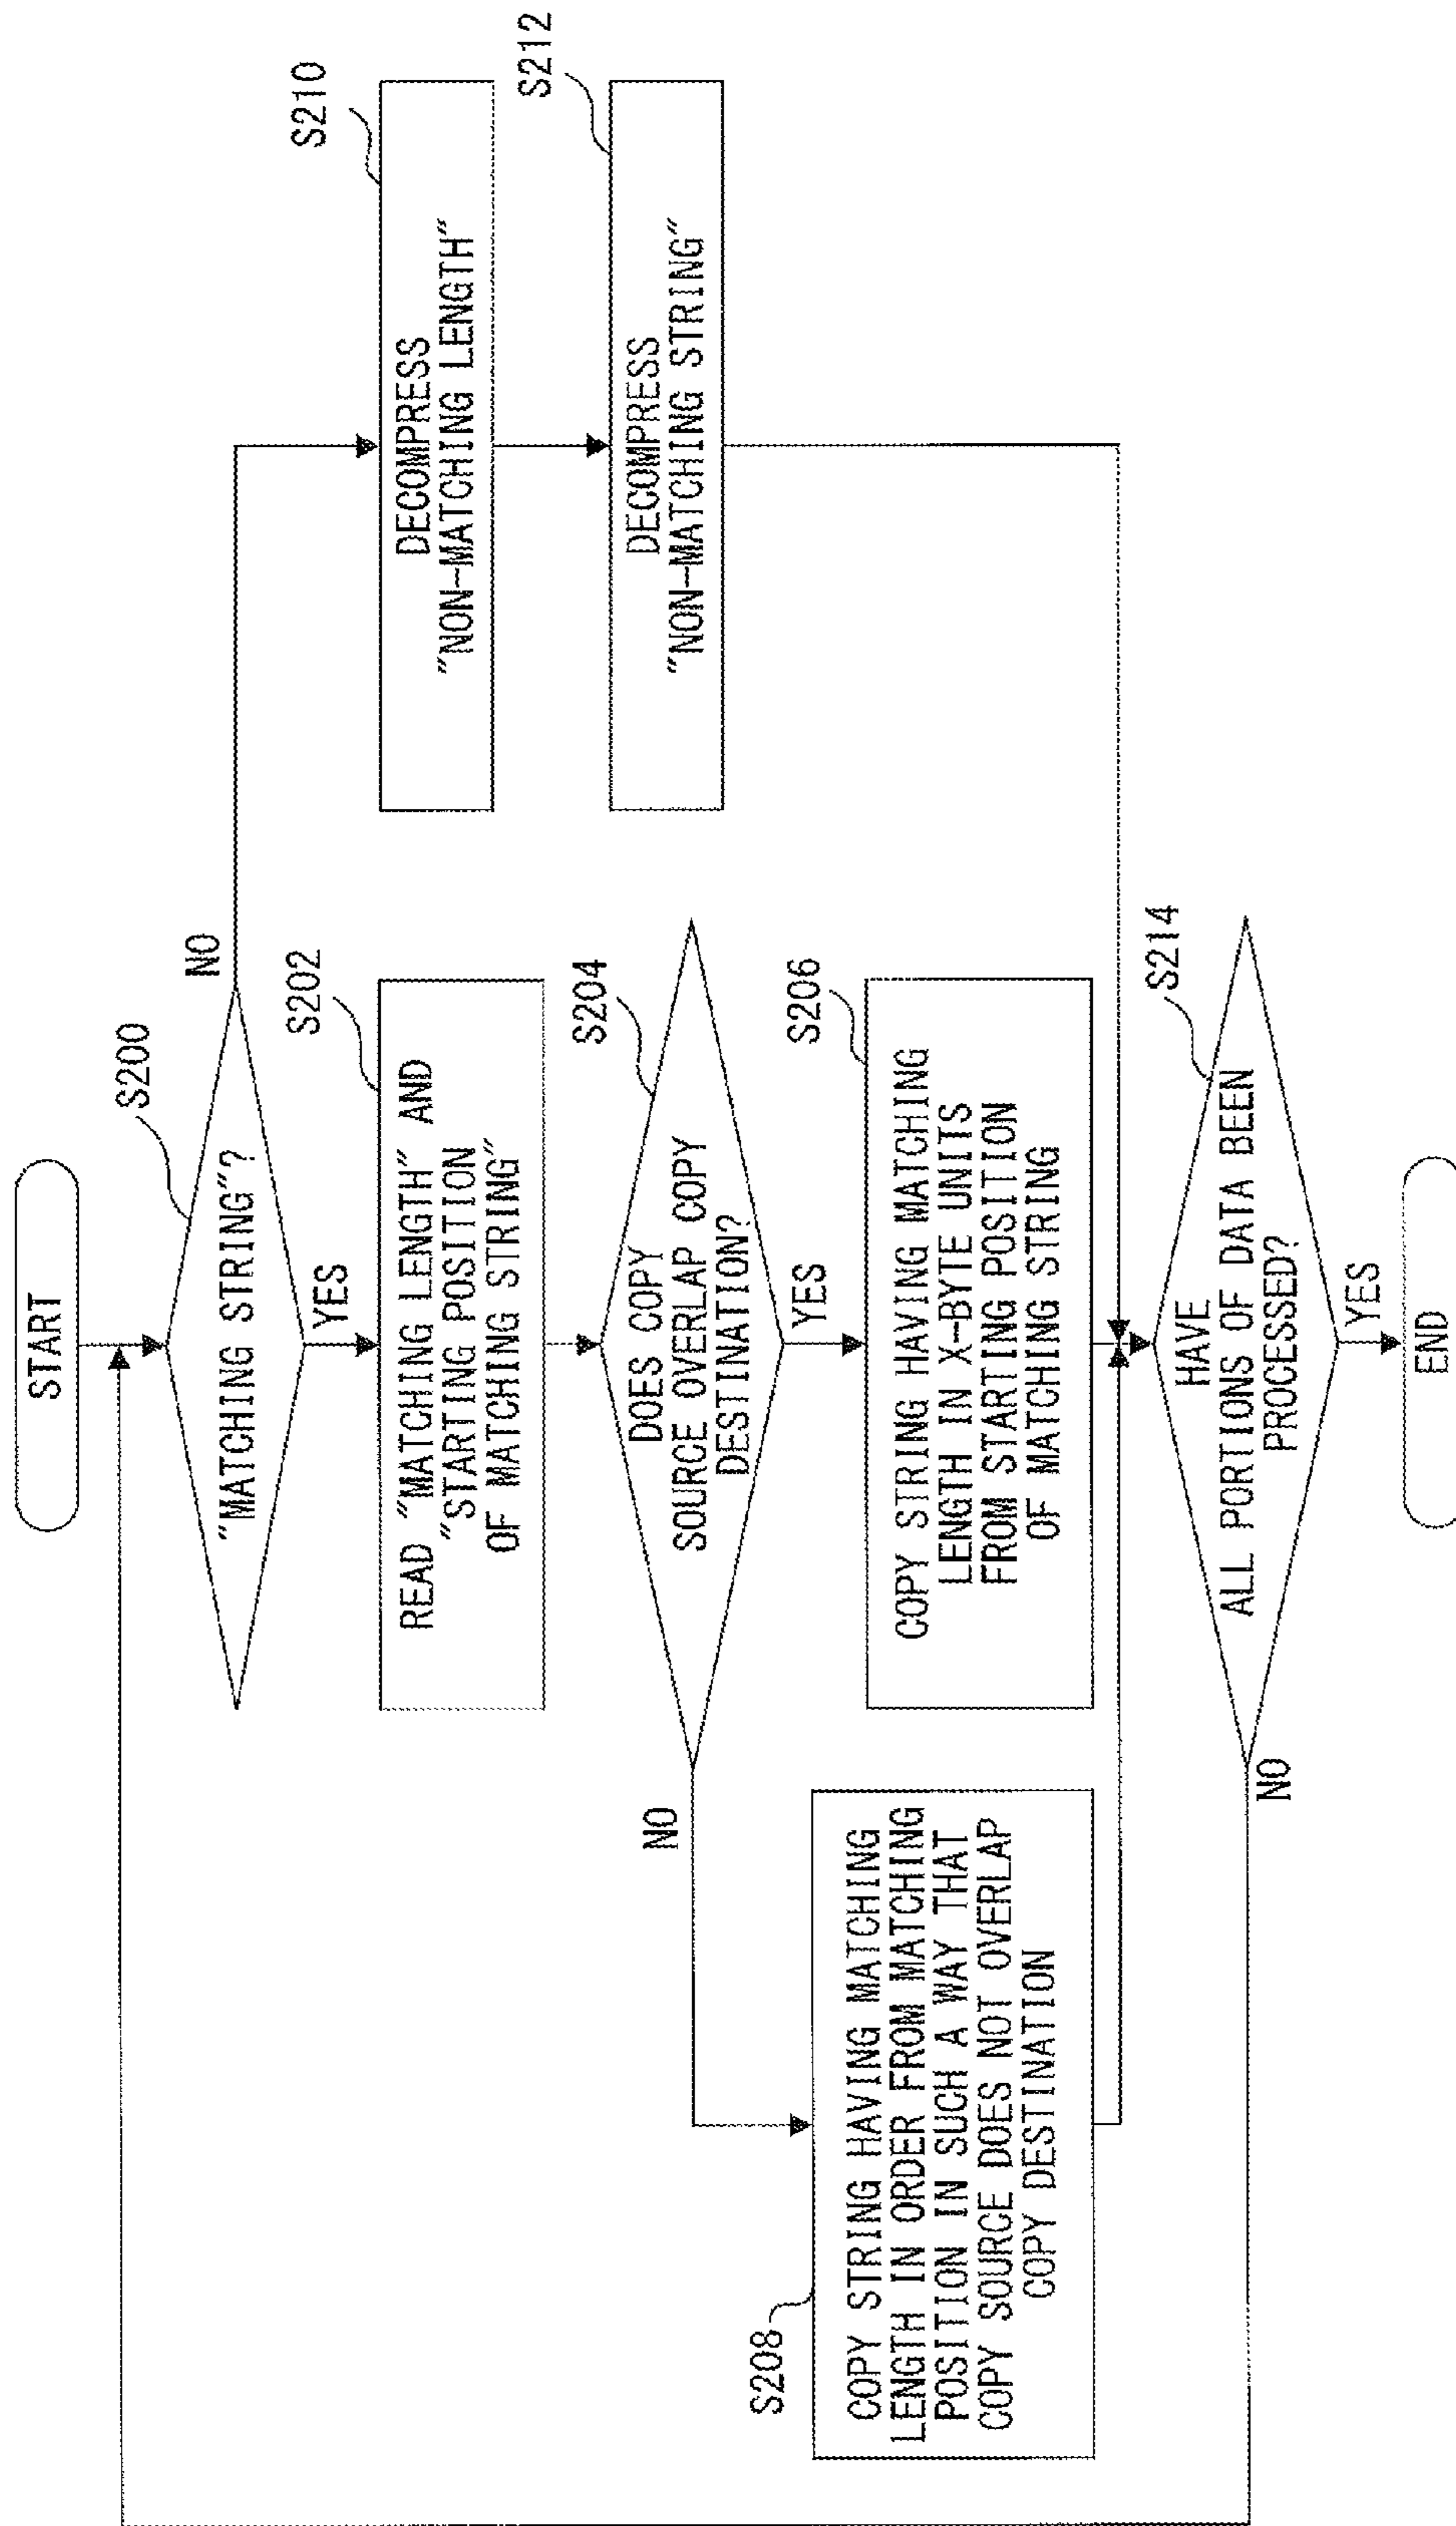 START
S200
"MATCHING STRING"?
NO
YES
S202
READ "MATCHING LENGTH" AND
"STARTING POSITION
OF MATCHING STRING"
S210
DECOMPRESS
"NON-MATCHING LENGTH"
S204
DOES COPY
SOURCE OVERLAP COPY
DESTINATION?
NO
YES
S212
DECOMPRESS
"NON-MATCHING STRING"
S208
COPY STRING HAVING MATCHING
LENGTH IN ORDER FROM MATCHING
POSITION IN SUCH A WAY THAT
COPY SOURCE DOES NOT OVERLAP
COPY DESTINATION
S206
COPY STRING HAVING MATCHING
LENGTH IN X-BYTE UNITS
FROM STARTING POSITION
OF MATCHING STRING
S214
HAVE
ALL PORTIONS OF DATA BEEN
PROCESSED?
NO
YES
END